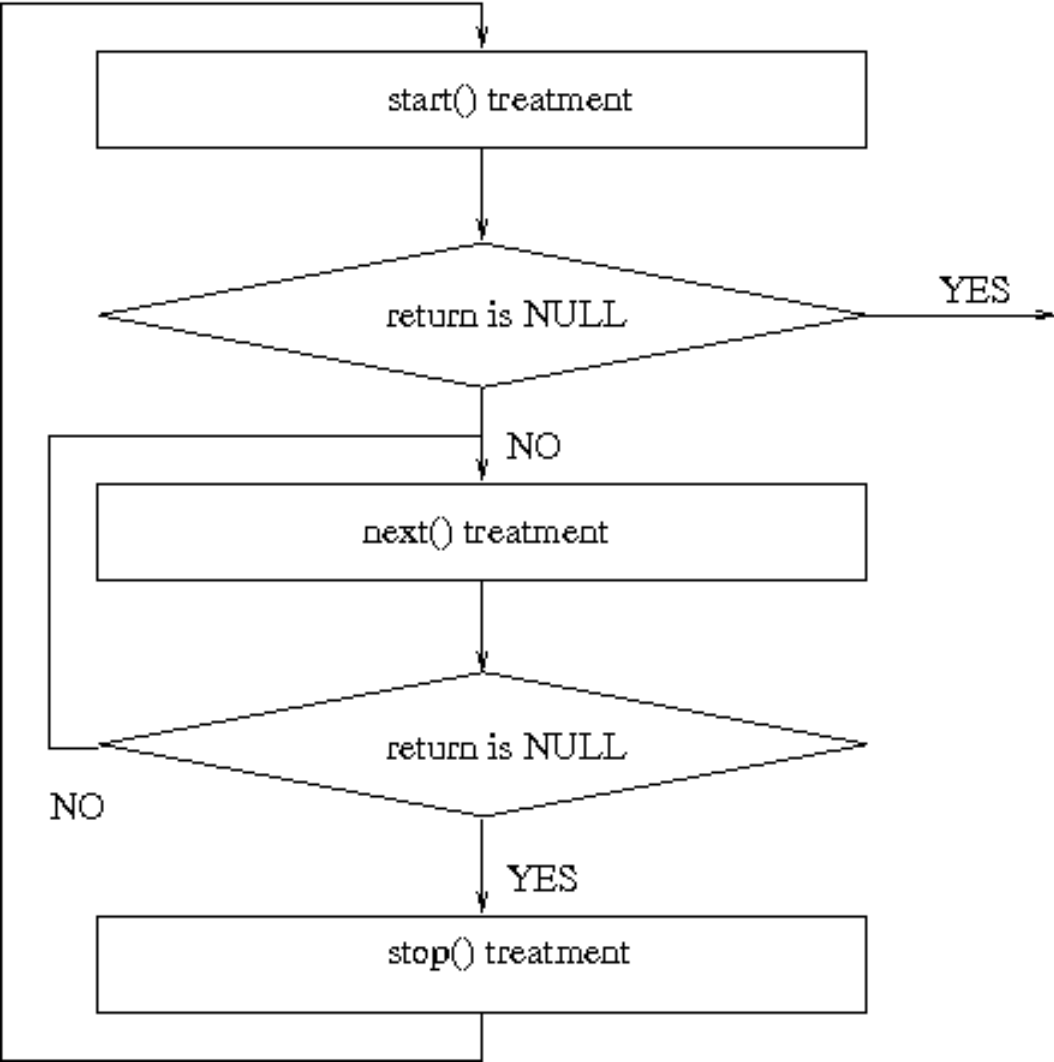 start() treatment
return is NULL
YES
NO
next() treatment
return is NULL
NO
YES
stop() treatment